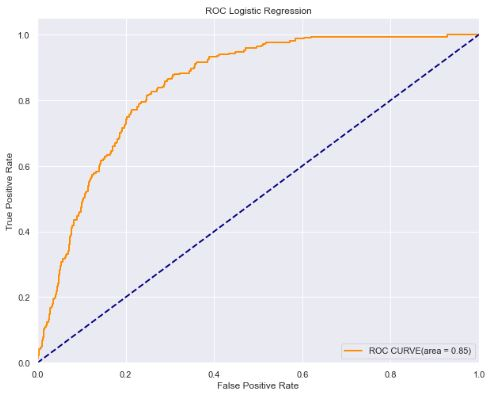 ROC Logistic Regression
1.0
0.8
0.6
0.4
0.2
0.0
True Positive Rate
0.0 0.2 0.4 0.6 0.8 1.0
False Positive Rate
ROC CURVE(area = 0.85)